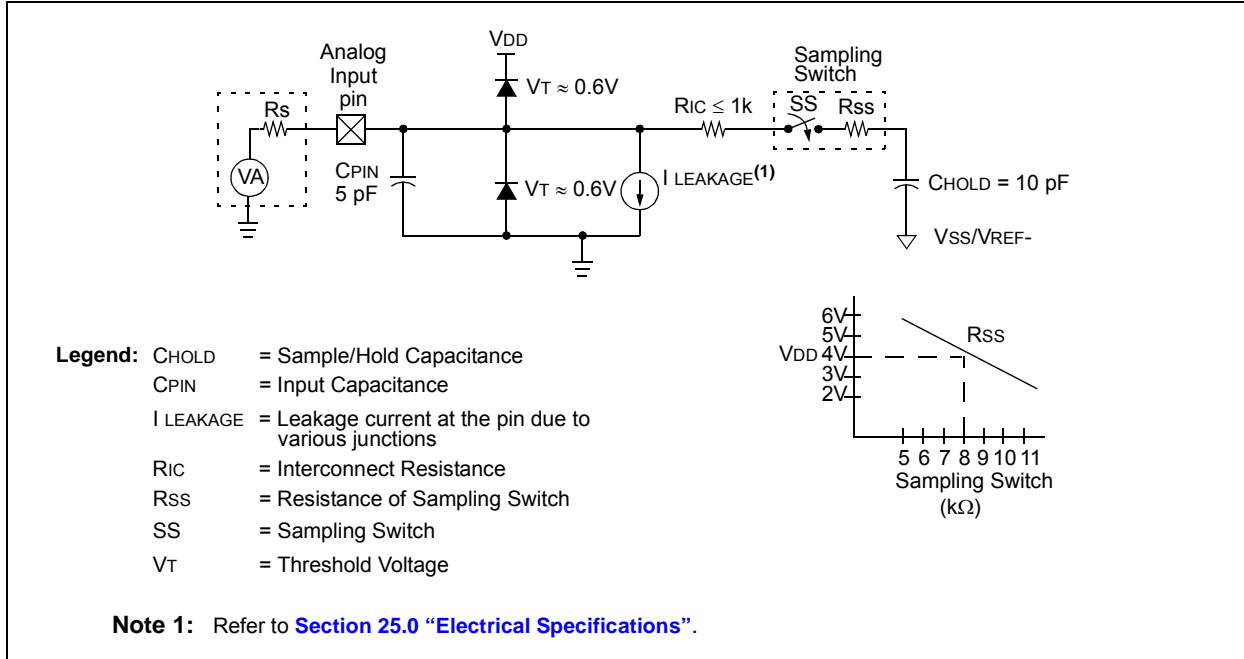 VDD
Analog
Input
pin
Sampling
Switch
VT ≈ 0.6V
RIC ≤ 1k
SS
Rss
Rs
VA
CPIN
5 pF
VT ≈ 0.6V
I LEAKAGE(1)
CHOLD = 10 pF
VSS/VREF-
6V
5V
VDD 4V
3V
2V
RSS
5 6 7 8 9 10 11
Sampling Switch
(kΩ)
Legend: CHOLD = Sample/Hold Capacitance
CPIN = Input Capacitance
I LEAKAGE = Leakage current at the pin due to
various junctions
RIC = Interconnect Resistance
RSS = Resistance of Sampling Switch
SS = Sampling Switch
VT = Threshold Voltage
Note 1: Refer to Section 25.0 “Electrical Specifications”.